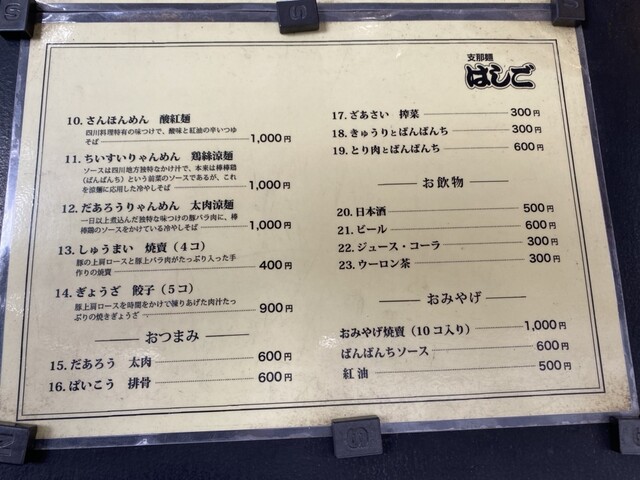 支那麺
はしご
10. さんほんめん 酸紅麺
四川料理特有の味つけで、酸味と紅油の辛いつゆ
そば 1,000円
11. ちいすいりゃんめん 鶏絲涼麺
ソースは四川地方独特なかけ汁で、本来は棒棒鶏
(ばんばんち)という前菜のソースであるが、これ
を涼麺に応用した冷やしそば 1,000円
12. だあろうりゃんめん 太肉涼麺
一日以上煮込んだ独特な味つけの豚バラ肉に、棒
棒鶏のソースをかけている冷やしそば 1,000円
13. しゅうまい 焼賣(4コ)
豚の上肩ロースと豚上バラ肉がたっぷり入った手
作りの焼賣 400円
14. ぎょうざ 餃子(5コ)
豚上肩ロースを時間をかけて練りあげた肉汁たっ
ぷりの焼きぎょうざ 900円
おつまみ
15. だあろう 太肉 600円
16. ぱいこう 排骨 600円
17. ざあさい 搾菜 300円
18. きゅうりとばんばんち 300円
19. とり肉とばんばんち 600円
お飲物
20. 日本酒 500円
21. ビール 600円
22. ジュース・コーラ 300円
23. ウーロン茶 300円
おみやげ
おみやげ焼賣(10コ入り) 1,000円
ばんばんちソース 600円
紅油 500円